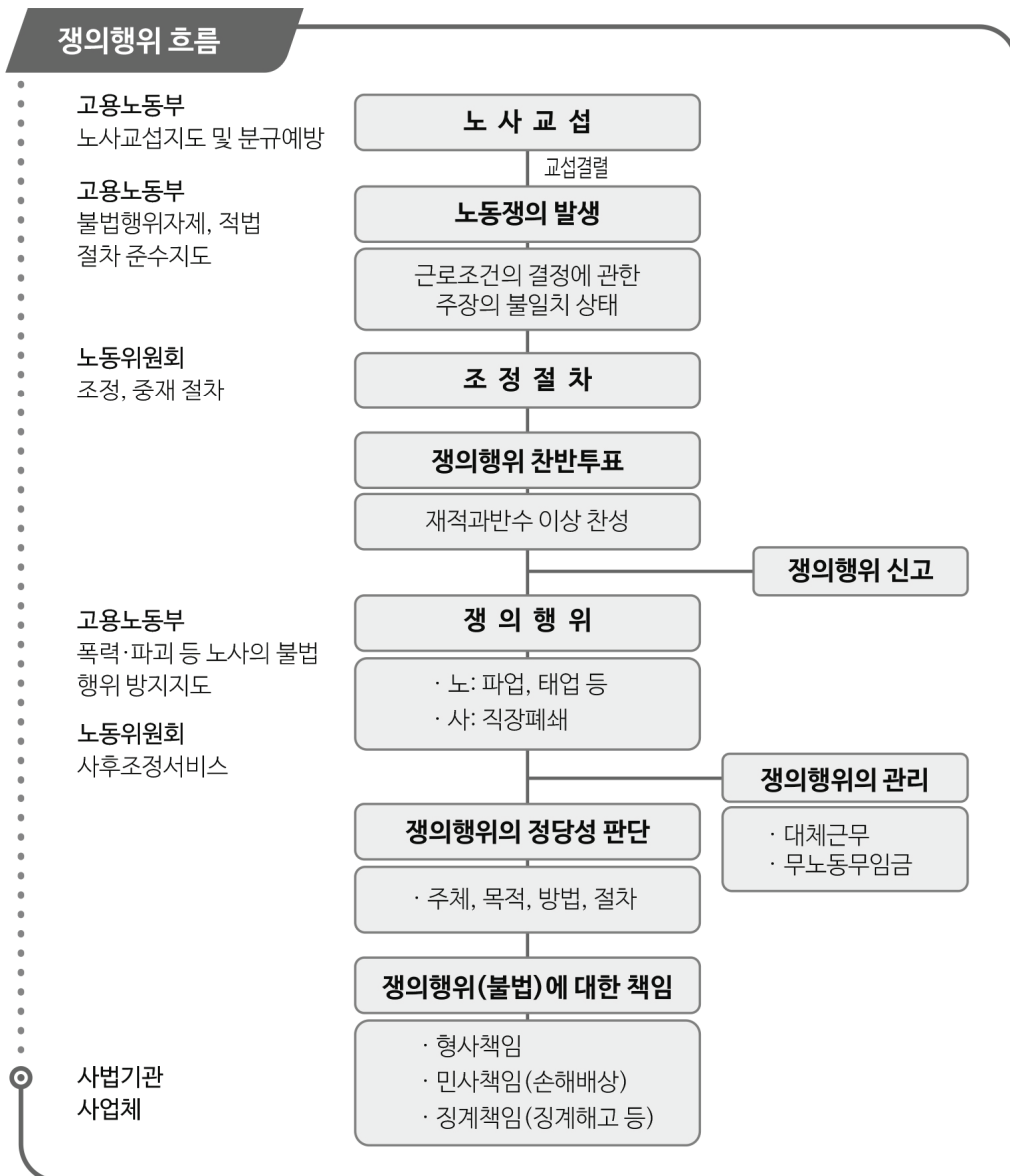 쟁의행위 흐름
고용노동부
노사교섭지도 및 분규예방
노 사 교 섭
교섭결렬
고용노동부
불법행위자제, 적법
절차 준수지도
노동쟁의 발생
근로조건의 결정에 관한
주장의 불일치 상태
노동위원회
조정, 중재 절차
조 정 절 차
쟁의행위 찬반투표
재적과반수 이상 찬성
쟁의행위 신고
고용노동부
폭력·파괴 등 노사의 불법
행위 방지지도
쟁 의 행 위
· 노: 파업, 태업 등
· 사: 직장폐쇄
노동위원회
사후조정서비스
쟁의행위의 관리
· 대체근무
· 무노동무임금
쟁의행위의 정당성 판단
· 주체, 목적, 방법, 절차
쟁의행위(불법)에 대한 책임
· 형사책임
· 민사책임(손해배상)
· 징계책임(징계해고 등)
사법기관
사업체